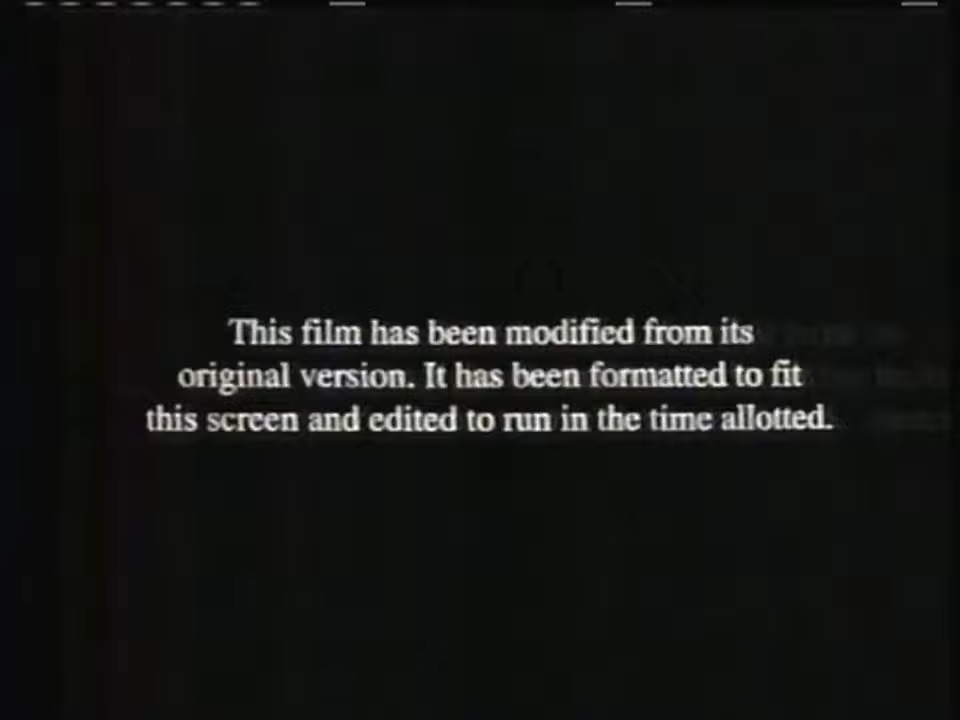 This film has been modified from its
original version. It has been formatted to fit
this screen and edited to run in the time allotted.